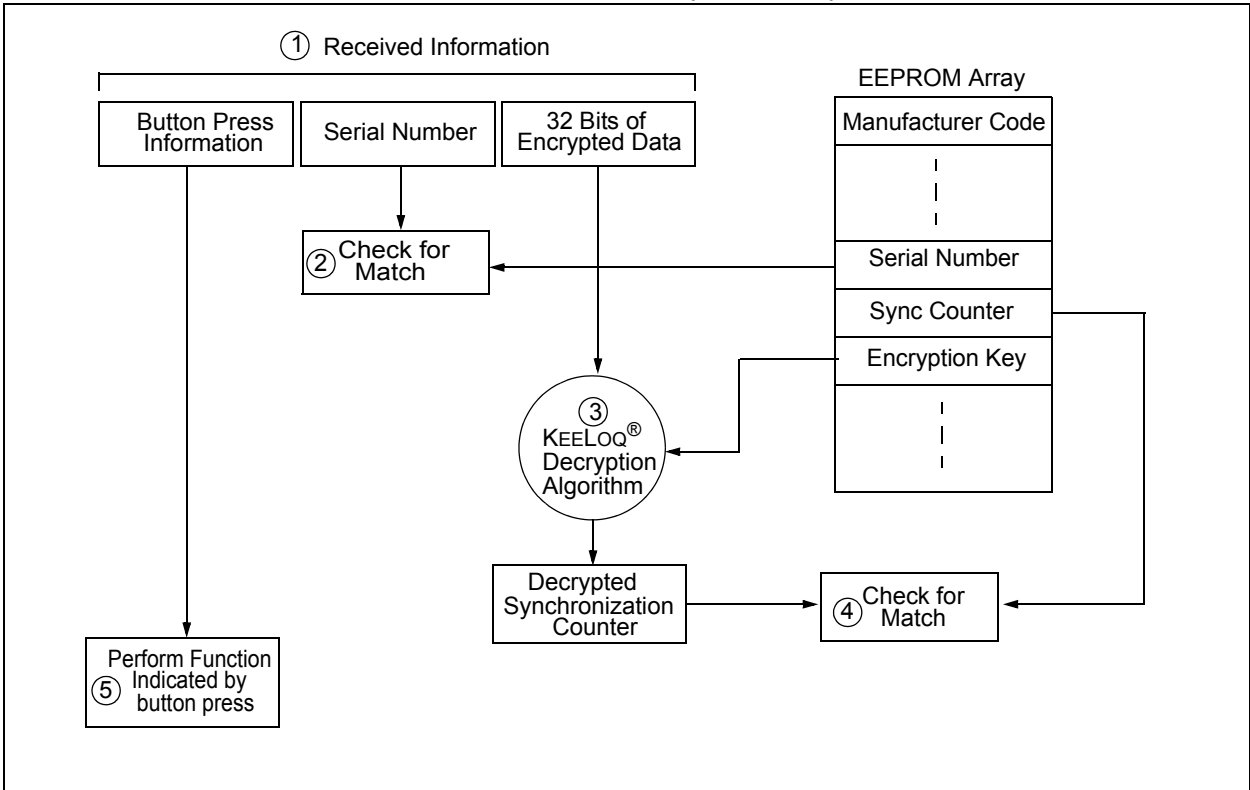 ① Received Information
EEPROM Array
Button Press
Information
Serial Number
32 Bits of
Encrypted Data
Manufacturer Code
② Check for
Match
Serial Number
Sync Counter
Encryption Key
③
KEELOQ®
Decryption
Algorithm
Decrypted
Synchronization
Counter
④ Check for
Match
Perform Function
⑤ Indicated by
button press